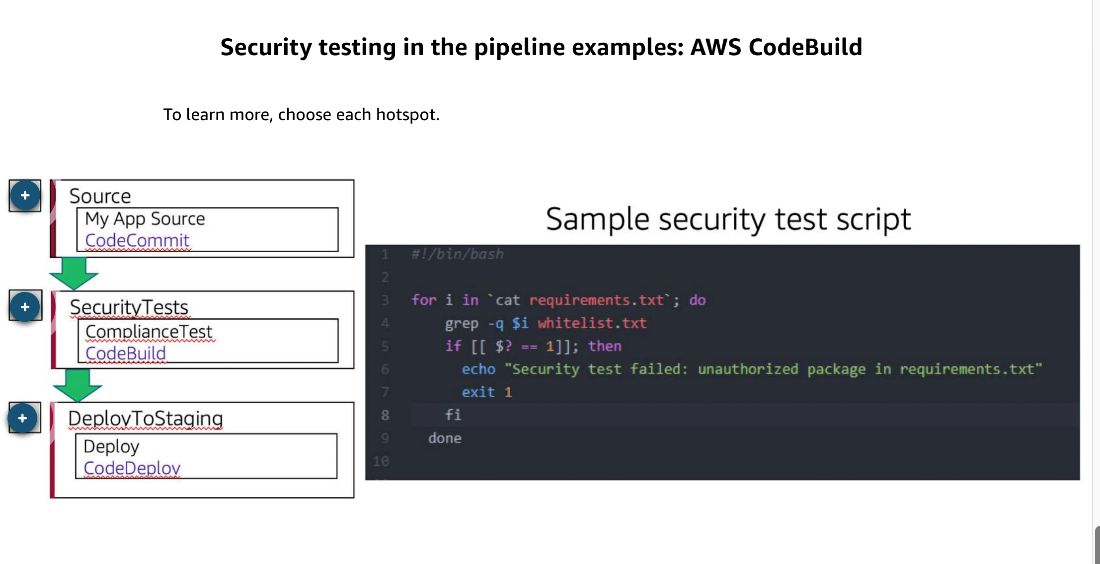 Security testing in the pipeline examples: AWS CodeBuild
To learn more, choose each hotspot.
+
Source
My App Source
CodeCommit
+
SecurityTests
ComplianceTest
CodeBuild
+
DeployToStaging
Deploy
CodeDeploy
Sample security test script
1 #!/bin/bash
2
3 for i in `cat requirements.txt`; do
4 grep -q $i whitelist.txt
5 if [[ $? == 1]]; then
6 echo "Security test failed: unauthorized package in requirements.txt"
7 exit 1
8 fi
9 done
10